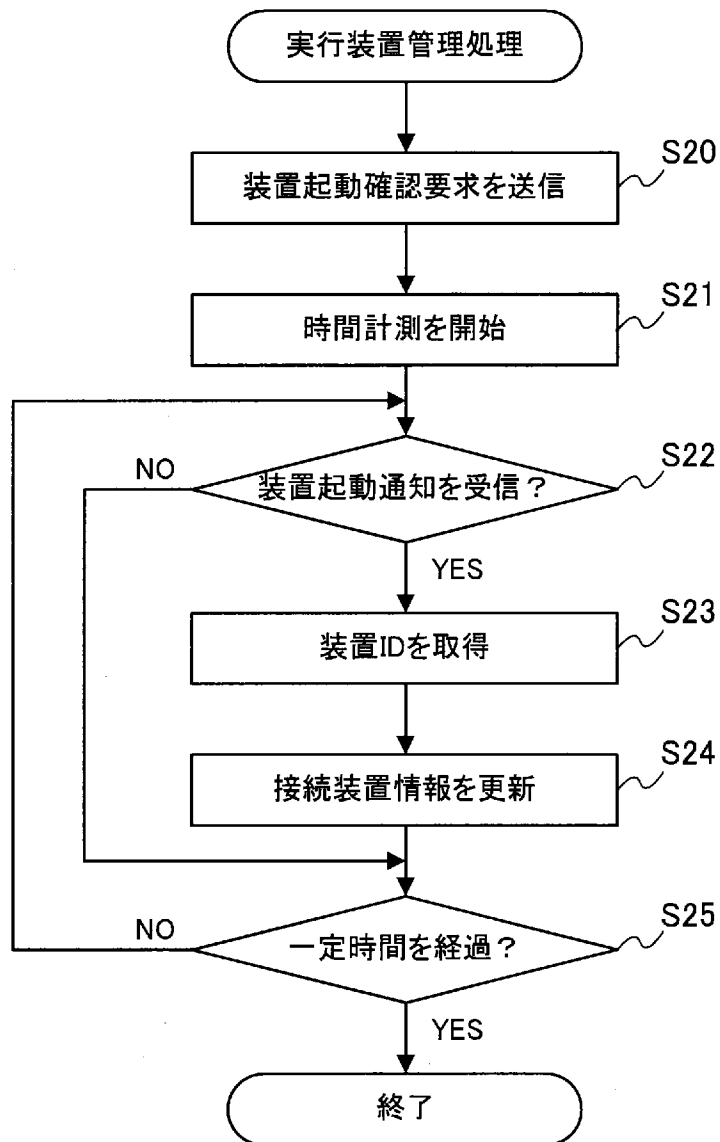 実行装置管理処理
S20
装置起動確認要求を送信
S21
時間計測を開始
S22
NO
装置起動通知を受信？
YES
S23
装置IDを取得
S24
接続装置情報を更新
S25
NO
一定時間を経過？
YES
終了